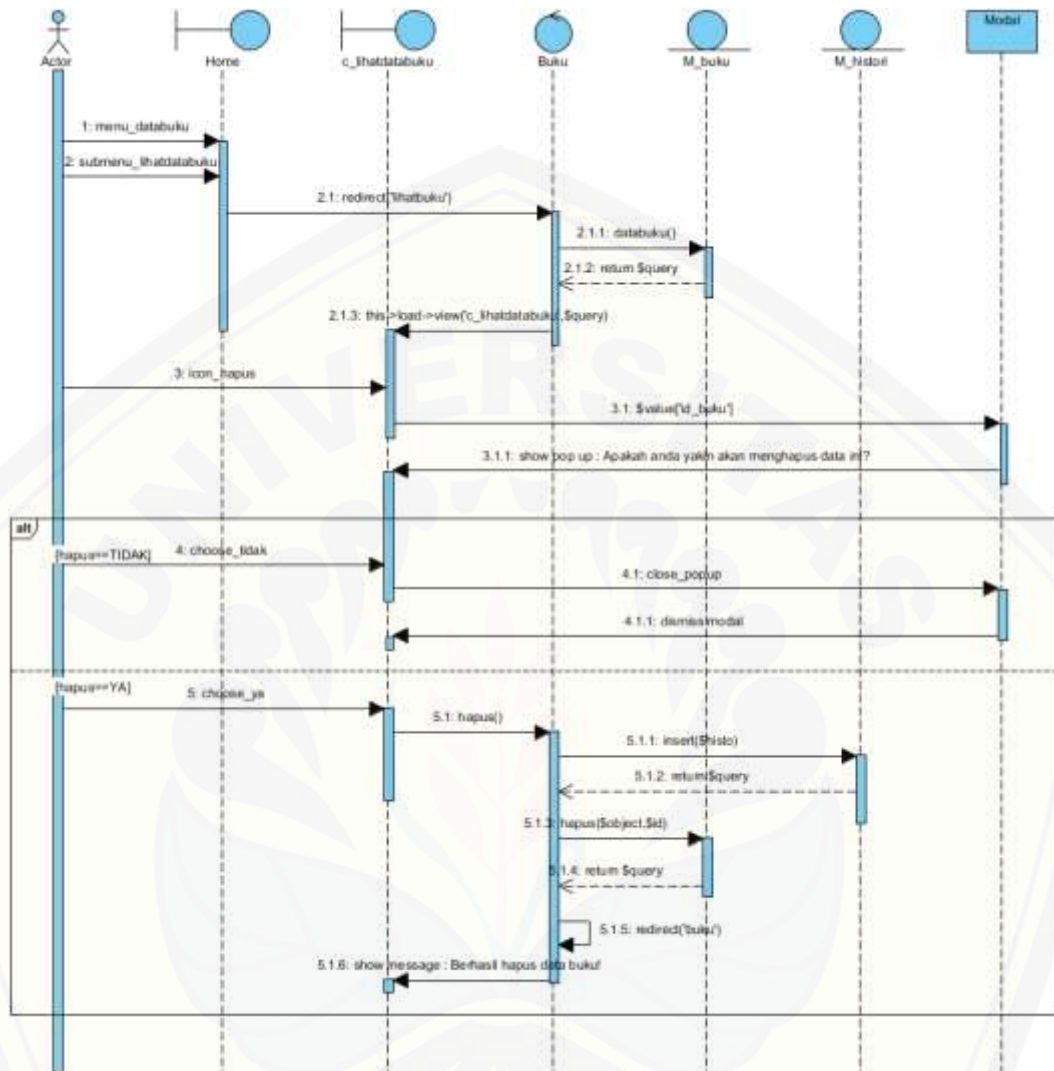 Actor
Home
c_lihatdatabuku
Buku
M_buku
M_histori
Modal
1: menu_databuku
2: submenu_lihatdatabuku
2.1: redirect('lihatbuku')
2.1.1: databuku()
2.1.2: return $query
2.1.3: this->load->view('c_lihatdatabuku',$query)
3: icon_hapus
3.1: $value['id_buku']
3.1.1: show pop up : Apakah anda yakin akan menghapus data ini?
alt
[hapus==TIDAK]
4: choose_tidak
4.1: close_popup
4.1.1: dismissmodal
[hapus==YA]
5: choose_ya
5.1: hapus()
5.1.1: insert($histo)
5.1.2: return $query
5.1.3: hapus($object,$id)
5.1.4: return $query
5.1.5: redirect('buku')
5.1.6: show message : Berhasil hapus data buku!
UNIVERSITAS